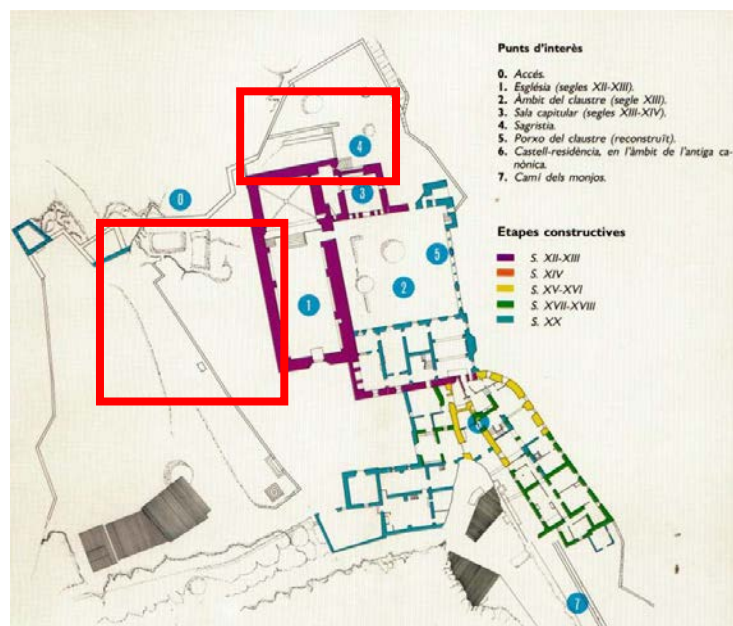 Punts d'interès
0. Accés.
1. Església (segles XII-XIII).
2. Àmbit del claustre (segle XIII).
3. Sala capitular (segles XIII-XIV).
4. Sagristia.
5. Porxo del claustre (reconstruït).
6. Castell-residència, en l'àmbit de l'antiga ca-
nònica.
7. Camí dels monjos.
Etapes constructives
S. XII-XIII
S. XIV
S. XV-XVI
S. XVII-XVIII
S. XX
4
0
3
5
2
1
6
7